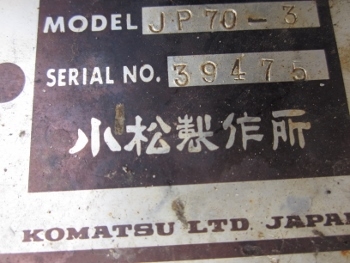 MODEL JP70-3
SERIAL NO. 39475
小松製作所
KOMATSU LTD JAPA